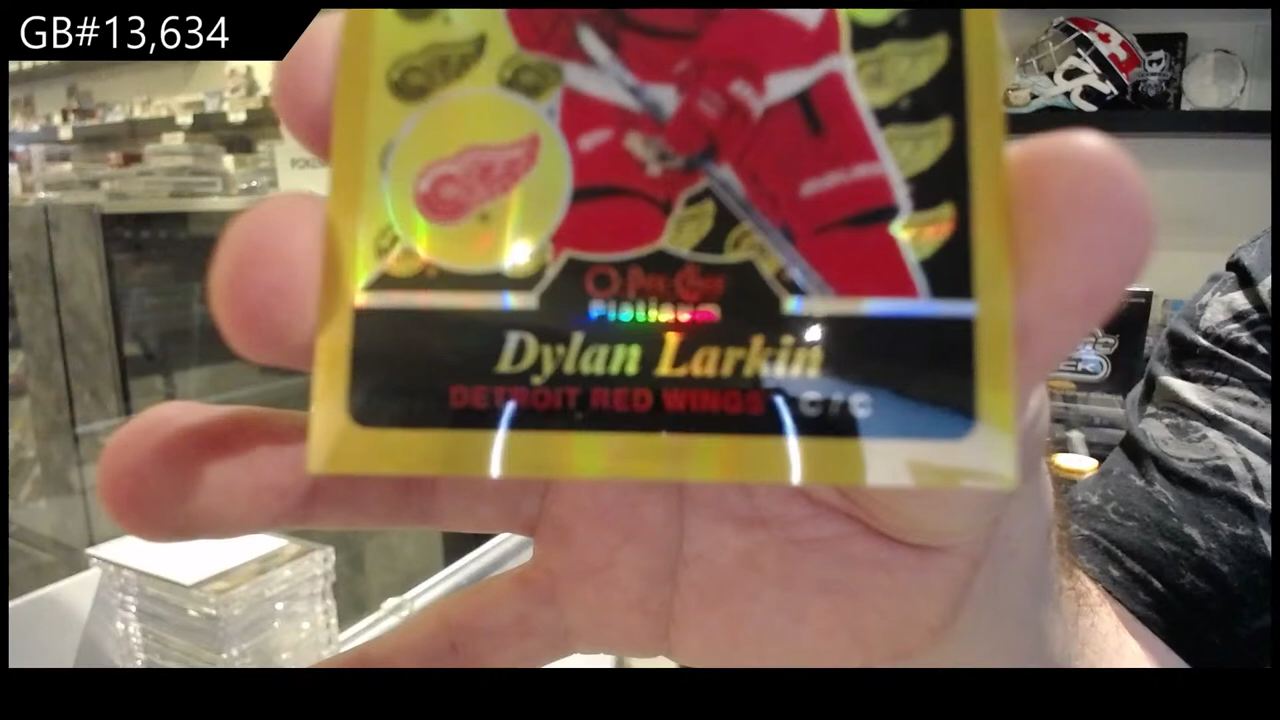 GB#13,634
O-Pee-Chee
Platinum
Dylan Larkin
DETROIT RED WINGS C/C